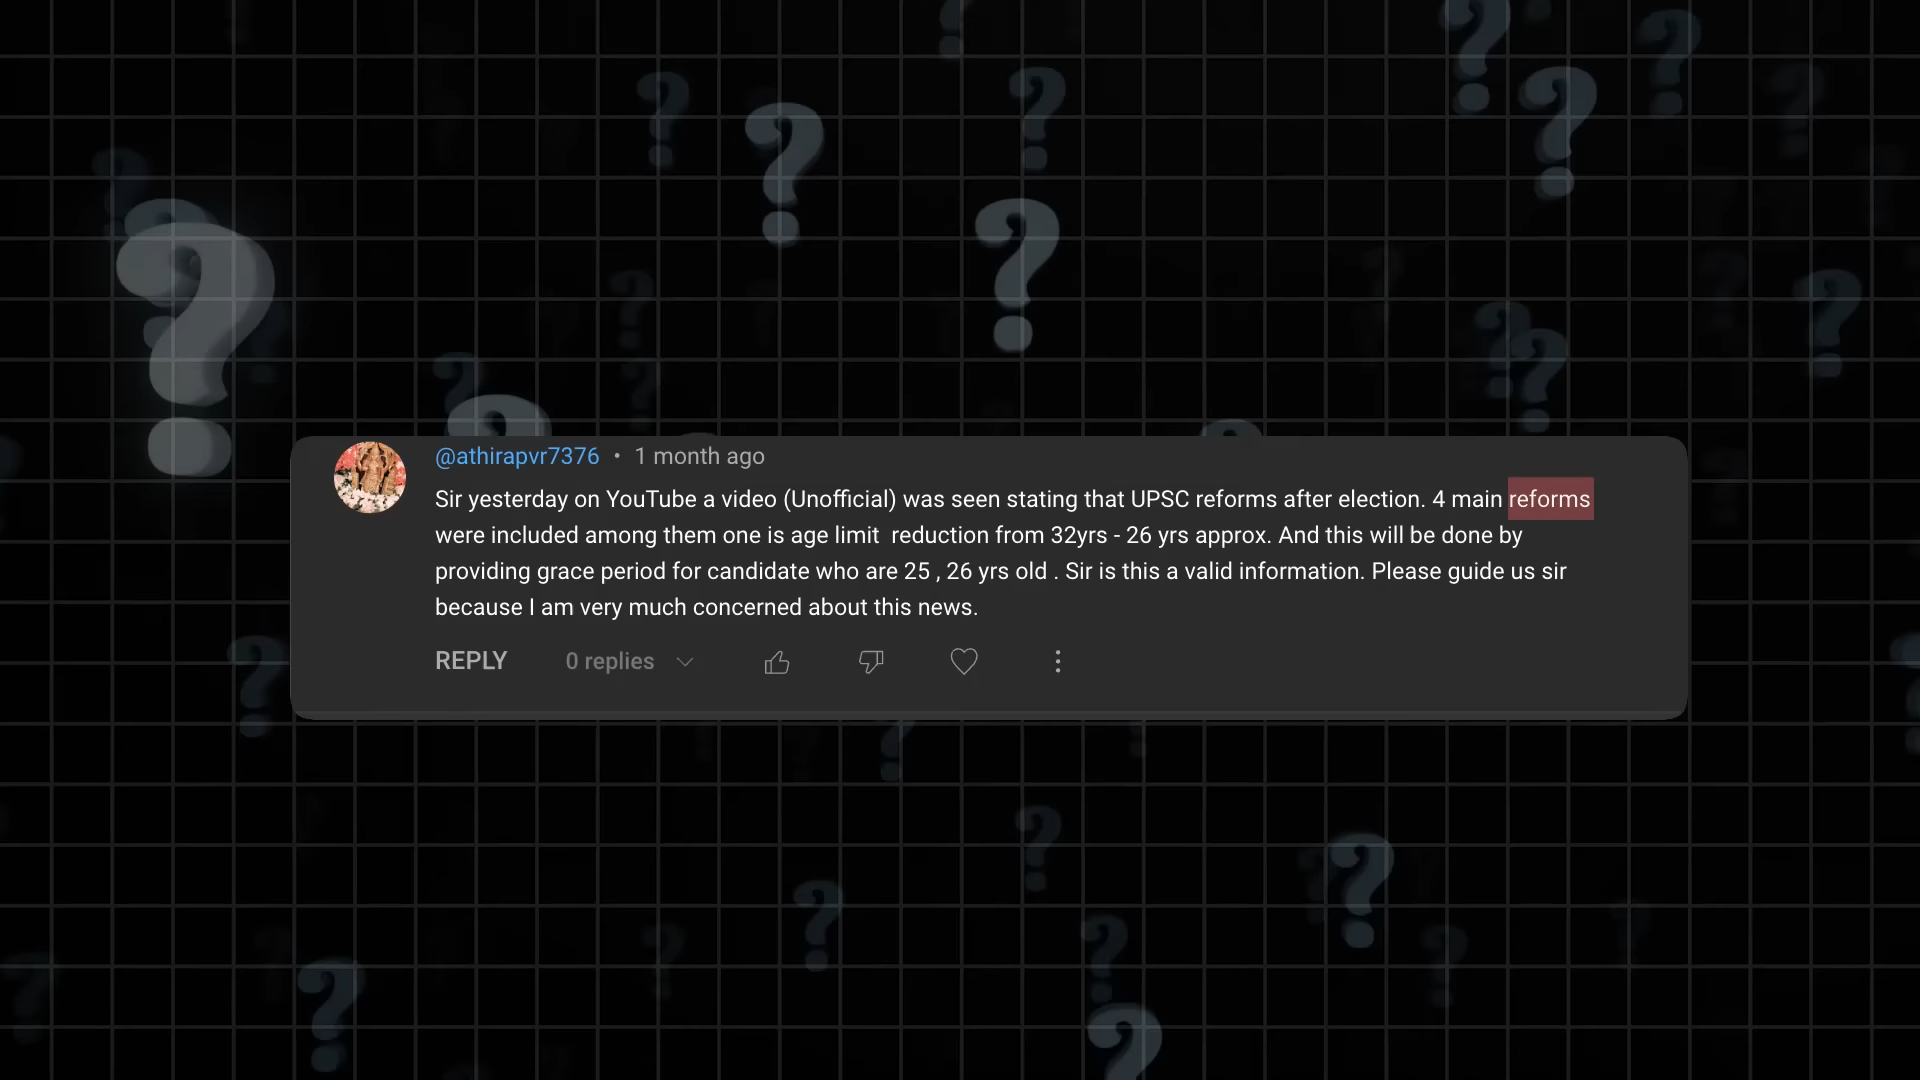 @athirapvr7376 • 1 month ago
Sir yesterday on YouTube a video (Unofficial) was seen stating that UPSC reforms after election. 4 main reforms
were included among them one is age limit  reduction from 32yrs - 26 yrs approx. And this will be done by
providing grace period for candidate who are 25 , 26 yrs old . Sir is this a valid information. Please guide us sir
because I am very much concerned about this news.
REPLY 0 replies